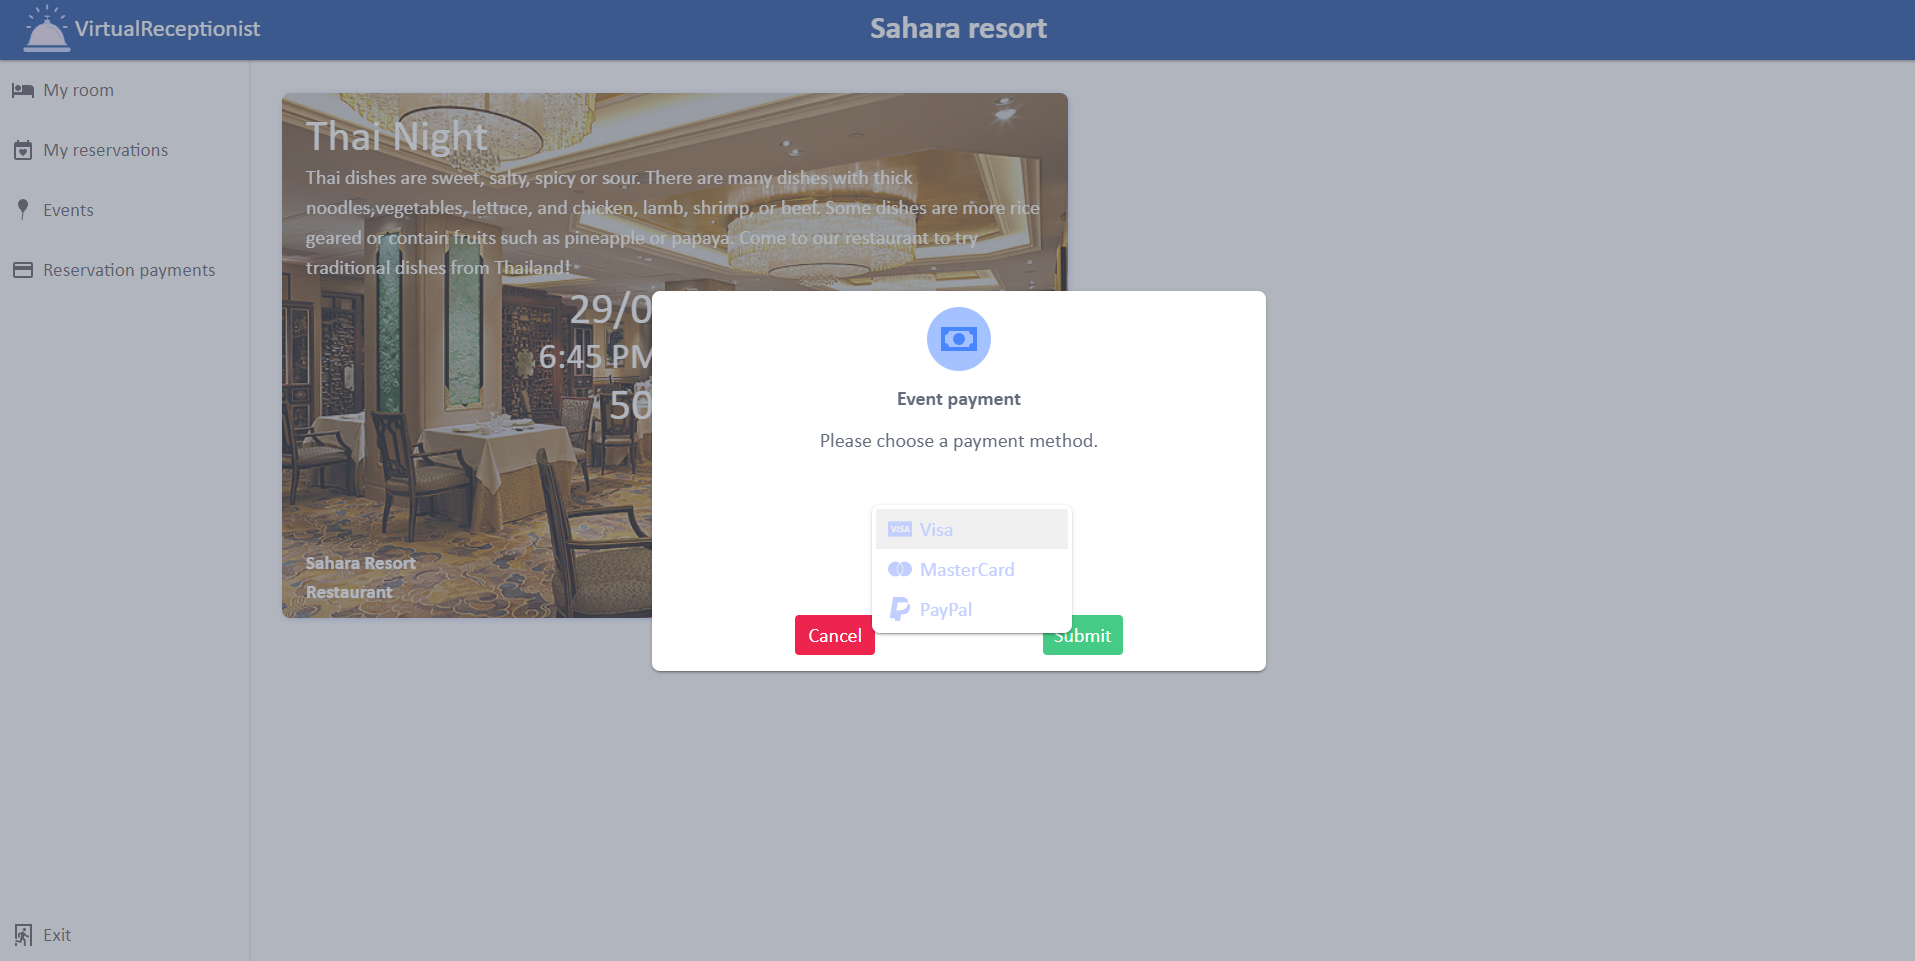 VirtualReceptionist
Sahara resort
My room
My reservations
Events
Reservation payments
Exit
Thai Night
Thai dishes are sweet, salty, spicy or sour. There are many dishes with thick
noodles,vegetables, lettuce, and chicken, lamb, shrimp, or beef. Some dishes are more rice
geared or contain fruits such as pineapple or papaya. Come to our restaurant to try
traditional dishes from Thailand!
29/0
6:45 PM
50
Sahara Resort
Restaurant
Event payment
Please choose a payment method.
VISA Visa
MasterCard
PayPal
Cancel
Submit